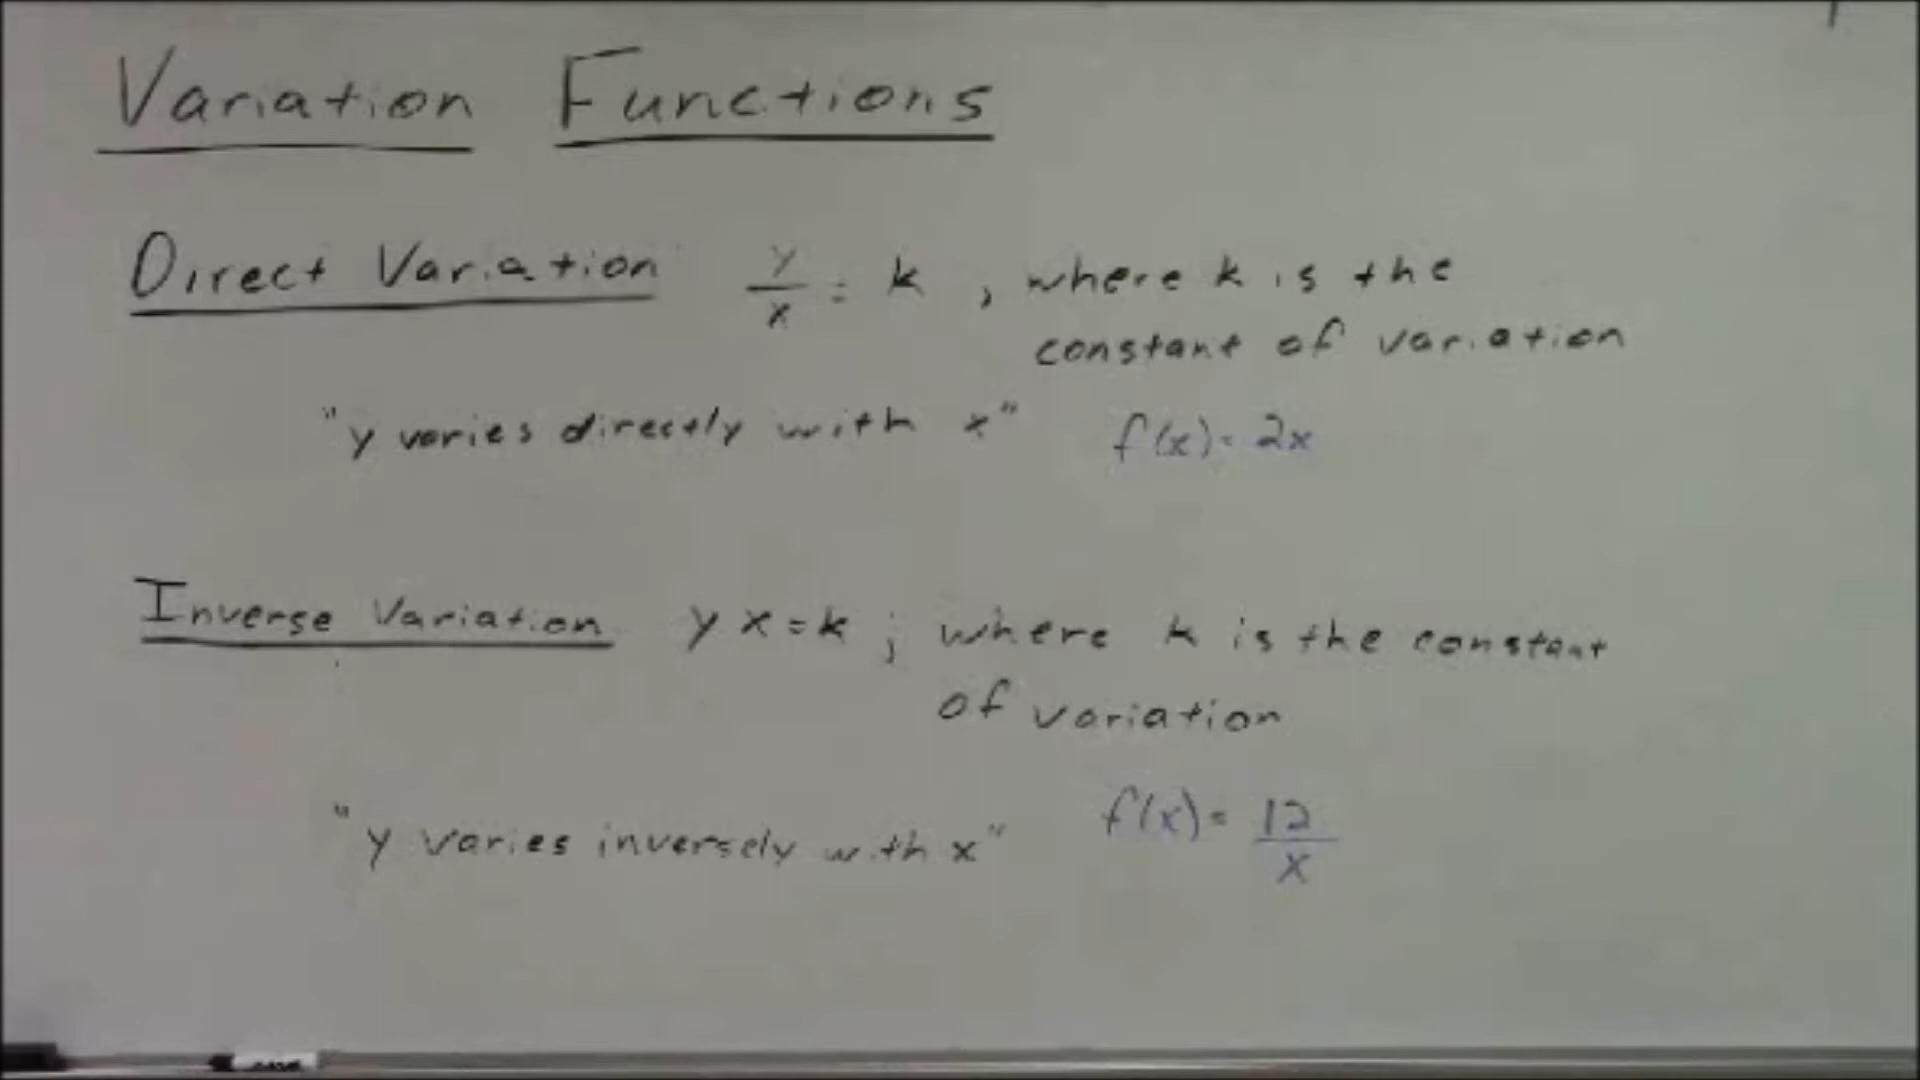 Variation Functions
Direct Variation y/x = k , where k is the
constant of variation
"y varies directly with x" f(x) = 2x
Inverse Variation yx = k ; where k is the constant
of variation
"y varies inversely with x" f(x) = 12/x